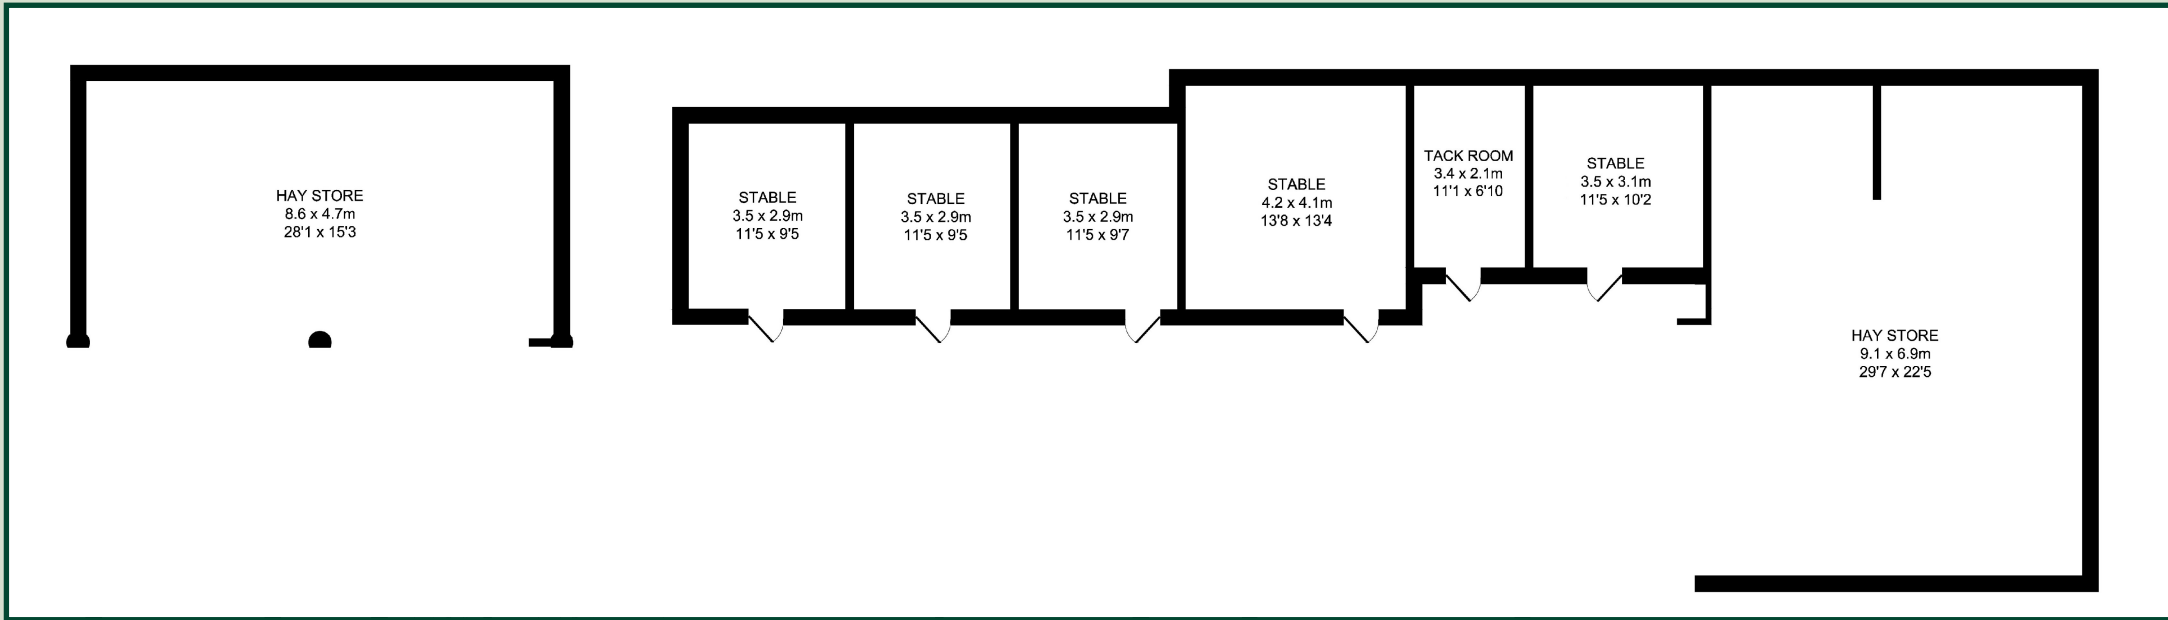 HAY STORE
8.6 x 4.7m
28'1 x 15'3
STABLE
3.5 x 2.9m
11'5 x 9'5
STABLE
3.5 x 2.9m
11'5 x 9'5
STABLE
3.5 x 2.9m
11'5 x 9'7
STABLE
4.2 x 4.1m
13'8 x 13'4
TACK ROOM
3.4 x 2.1m
11'1 x 6'10
STABLE
3.5 x 3.1m
11'5 x 10'2
HAY STORE
9.1 x 6.9m
29'7 x 22'5